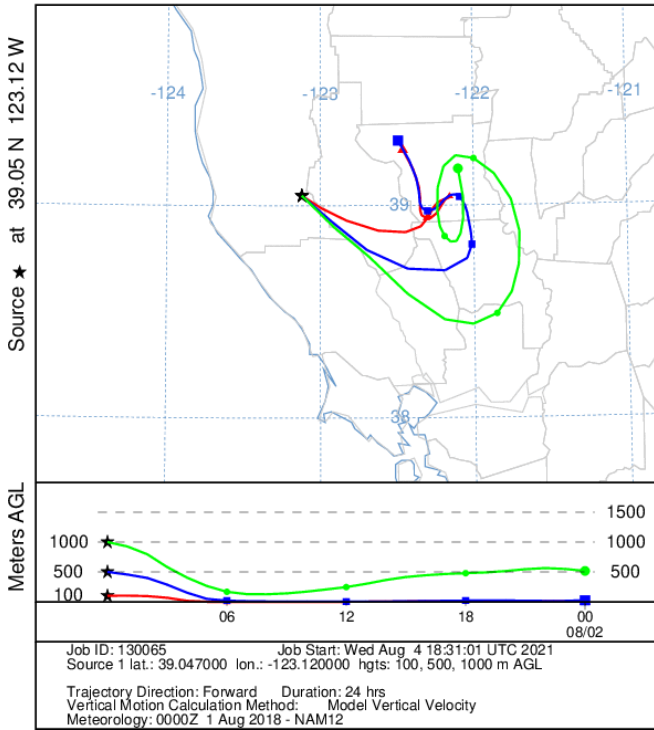 Source ★ at 39.05 N 123.12 W
-124
-123
-122
-121
39
38
Meters AGL
1500
1000
1000
500
500
100
06
12
18
00
08/02
Job ID: 130065 Job Start: Wed Aug 4 18:31:01 UTC 2021
Source 1 lat.: 39.047000 lon.: -123.120000 hgts: 100, 500, 1000 m AGL
Trajectory Direction: Forward Duration: 24 hrs
Vertical Motion Calculation Method: Model Vertical Velocity
Meteorology: 0000Z 1 Aug 2018 - NAM12